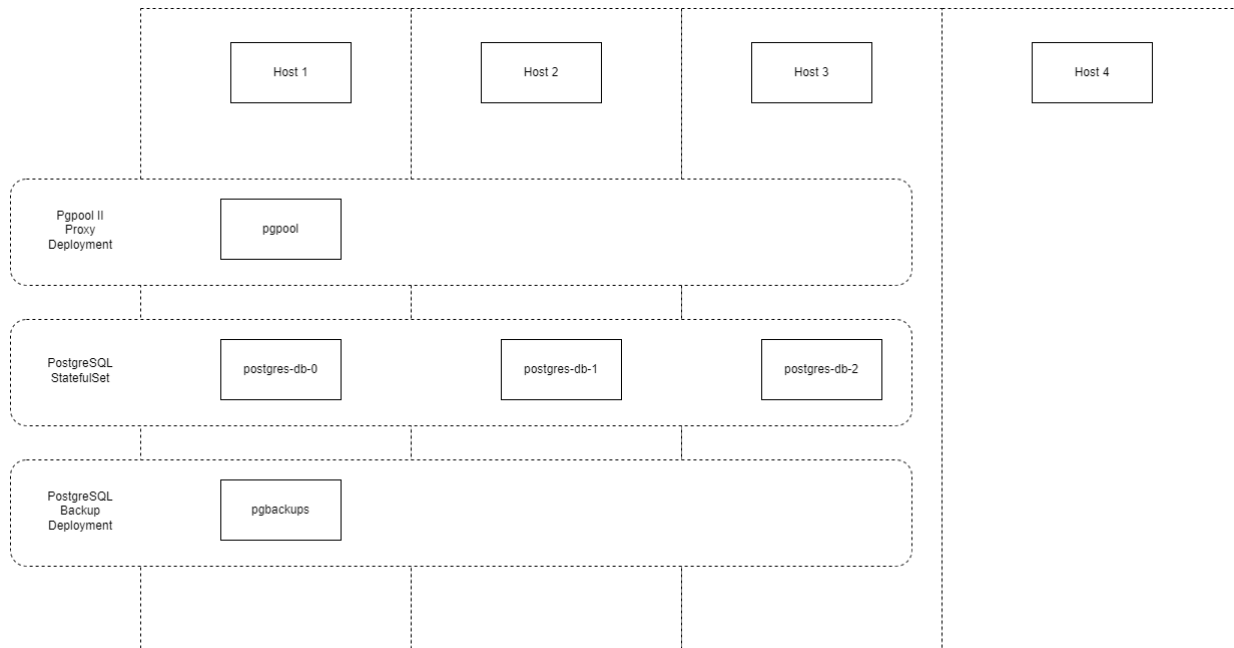 Host 1
Host 2
Host 3
Host 4
Pgpool II
Proxy
Deployment
pgpool
PostgreSQL
StatefulSet
postgres-db-0
postgres-db-1
postgres-db-2
PostgreSQL
Backup
Deployment
pgbackups